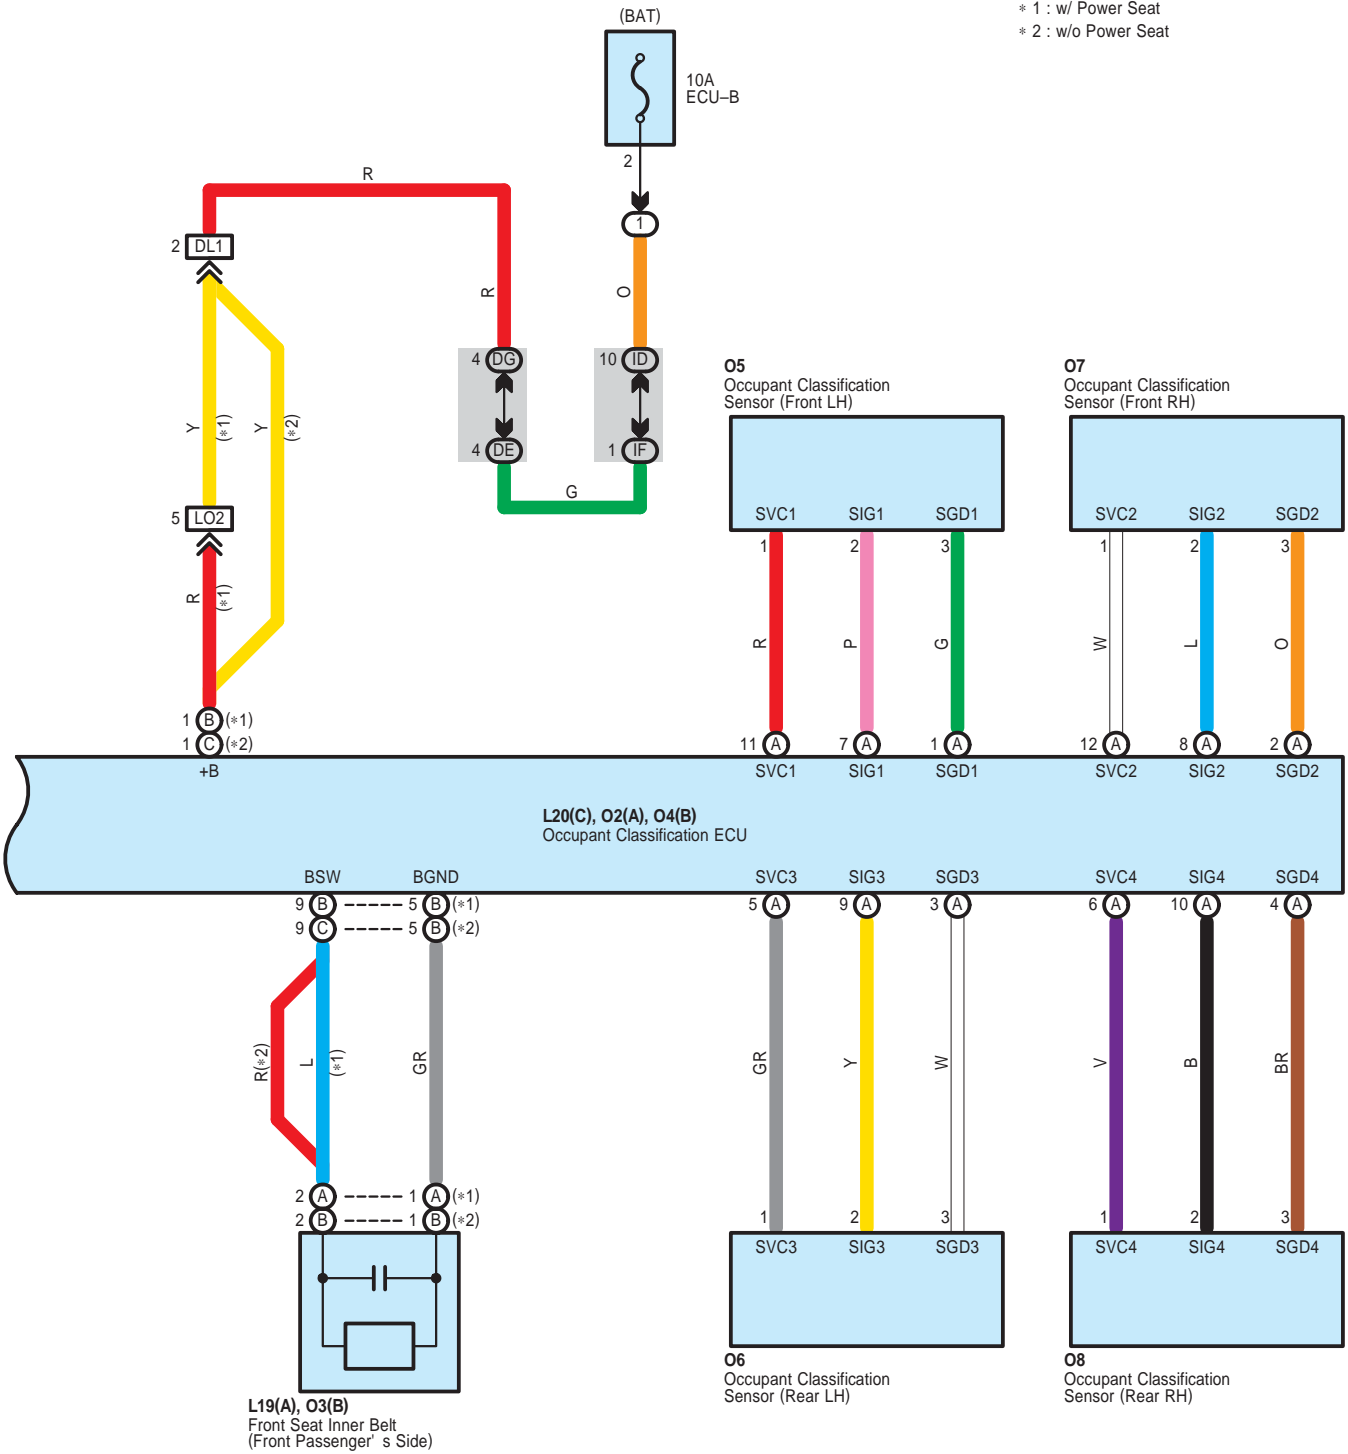 (BAT)
∗ 1 : w/ Power Seat
∗ 2 : w/o Power Seat
10A
ECU–B
2
1
R
2 DL1
R
O
4 DG
10 ID
4 DE
1 IF
G
Y
(∗1)
Y
(∗2)
5 LO2
R
(∗1)
1 B (∗1)
1 C (∗2)
+B
O5
Occupant Classification
Sensor (Front LH)
SVC1 SIG1 SGD1
1 2 3
R P G
11 A 7 A 1 A
SVC1 SIG1 SGD1
O7
Occupant Classification
Sensor (Front RH)
SVC2 SIG2 SGD2
1 2 3
W L O
12 A 8 A 2 A
SVC2 SIG2 SGD2
L20(C), O2(A), O4(B)
Occupant Classification ECU
BSW BGND
9 B 5 B (∗1)
9 C 5 B (∗2)
R(∗2)
L
(∗1)
GR
2 A 1 A (∗1)
2 B 1 B (∗2)
L19(A), O3(B)
Front Seat Inner Belt
(Front Passenger' s Side)
SVC3 SIG3 SGD3
5 A 9 A 3 A
GR Y W
1 2 3
SVC3 SIG3 SGD3
O6
Occupant Classification
Sensor (Rear LH)
SVC4 SIG4 SGD4
6 A 10 A 4 A
V B BR
1 2 3
SVC4 SIG4 SGD4
O8
Occupant Classification
Sensor (Rear RH)